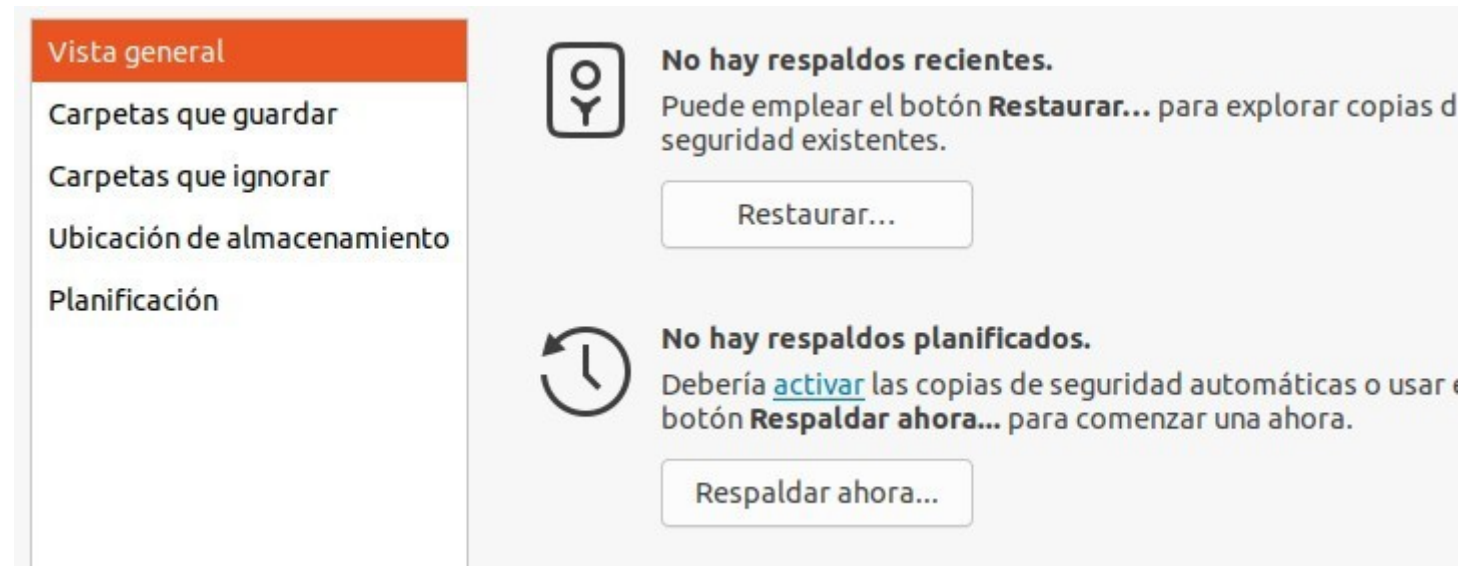 Vista general
Carpetas que guardar
Carpetas que ignorar
Ubicación de almacenamiento
Planificación
No hay respaldos recientes.
Puede emplear el botón Restaurar... para explorar copias d
seguridad existentes.
Restaurar...
No hay respaldos planificados.
Debería activar las copias de seguridad automáticas o usar e
botón Respaldar ahora... para comenzar una ahora.
Respaldar ahora...